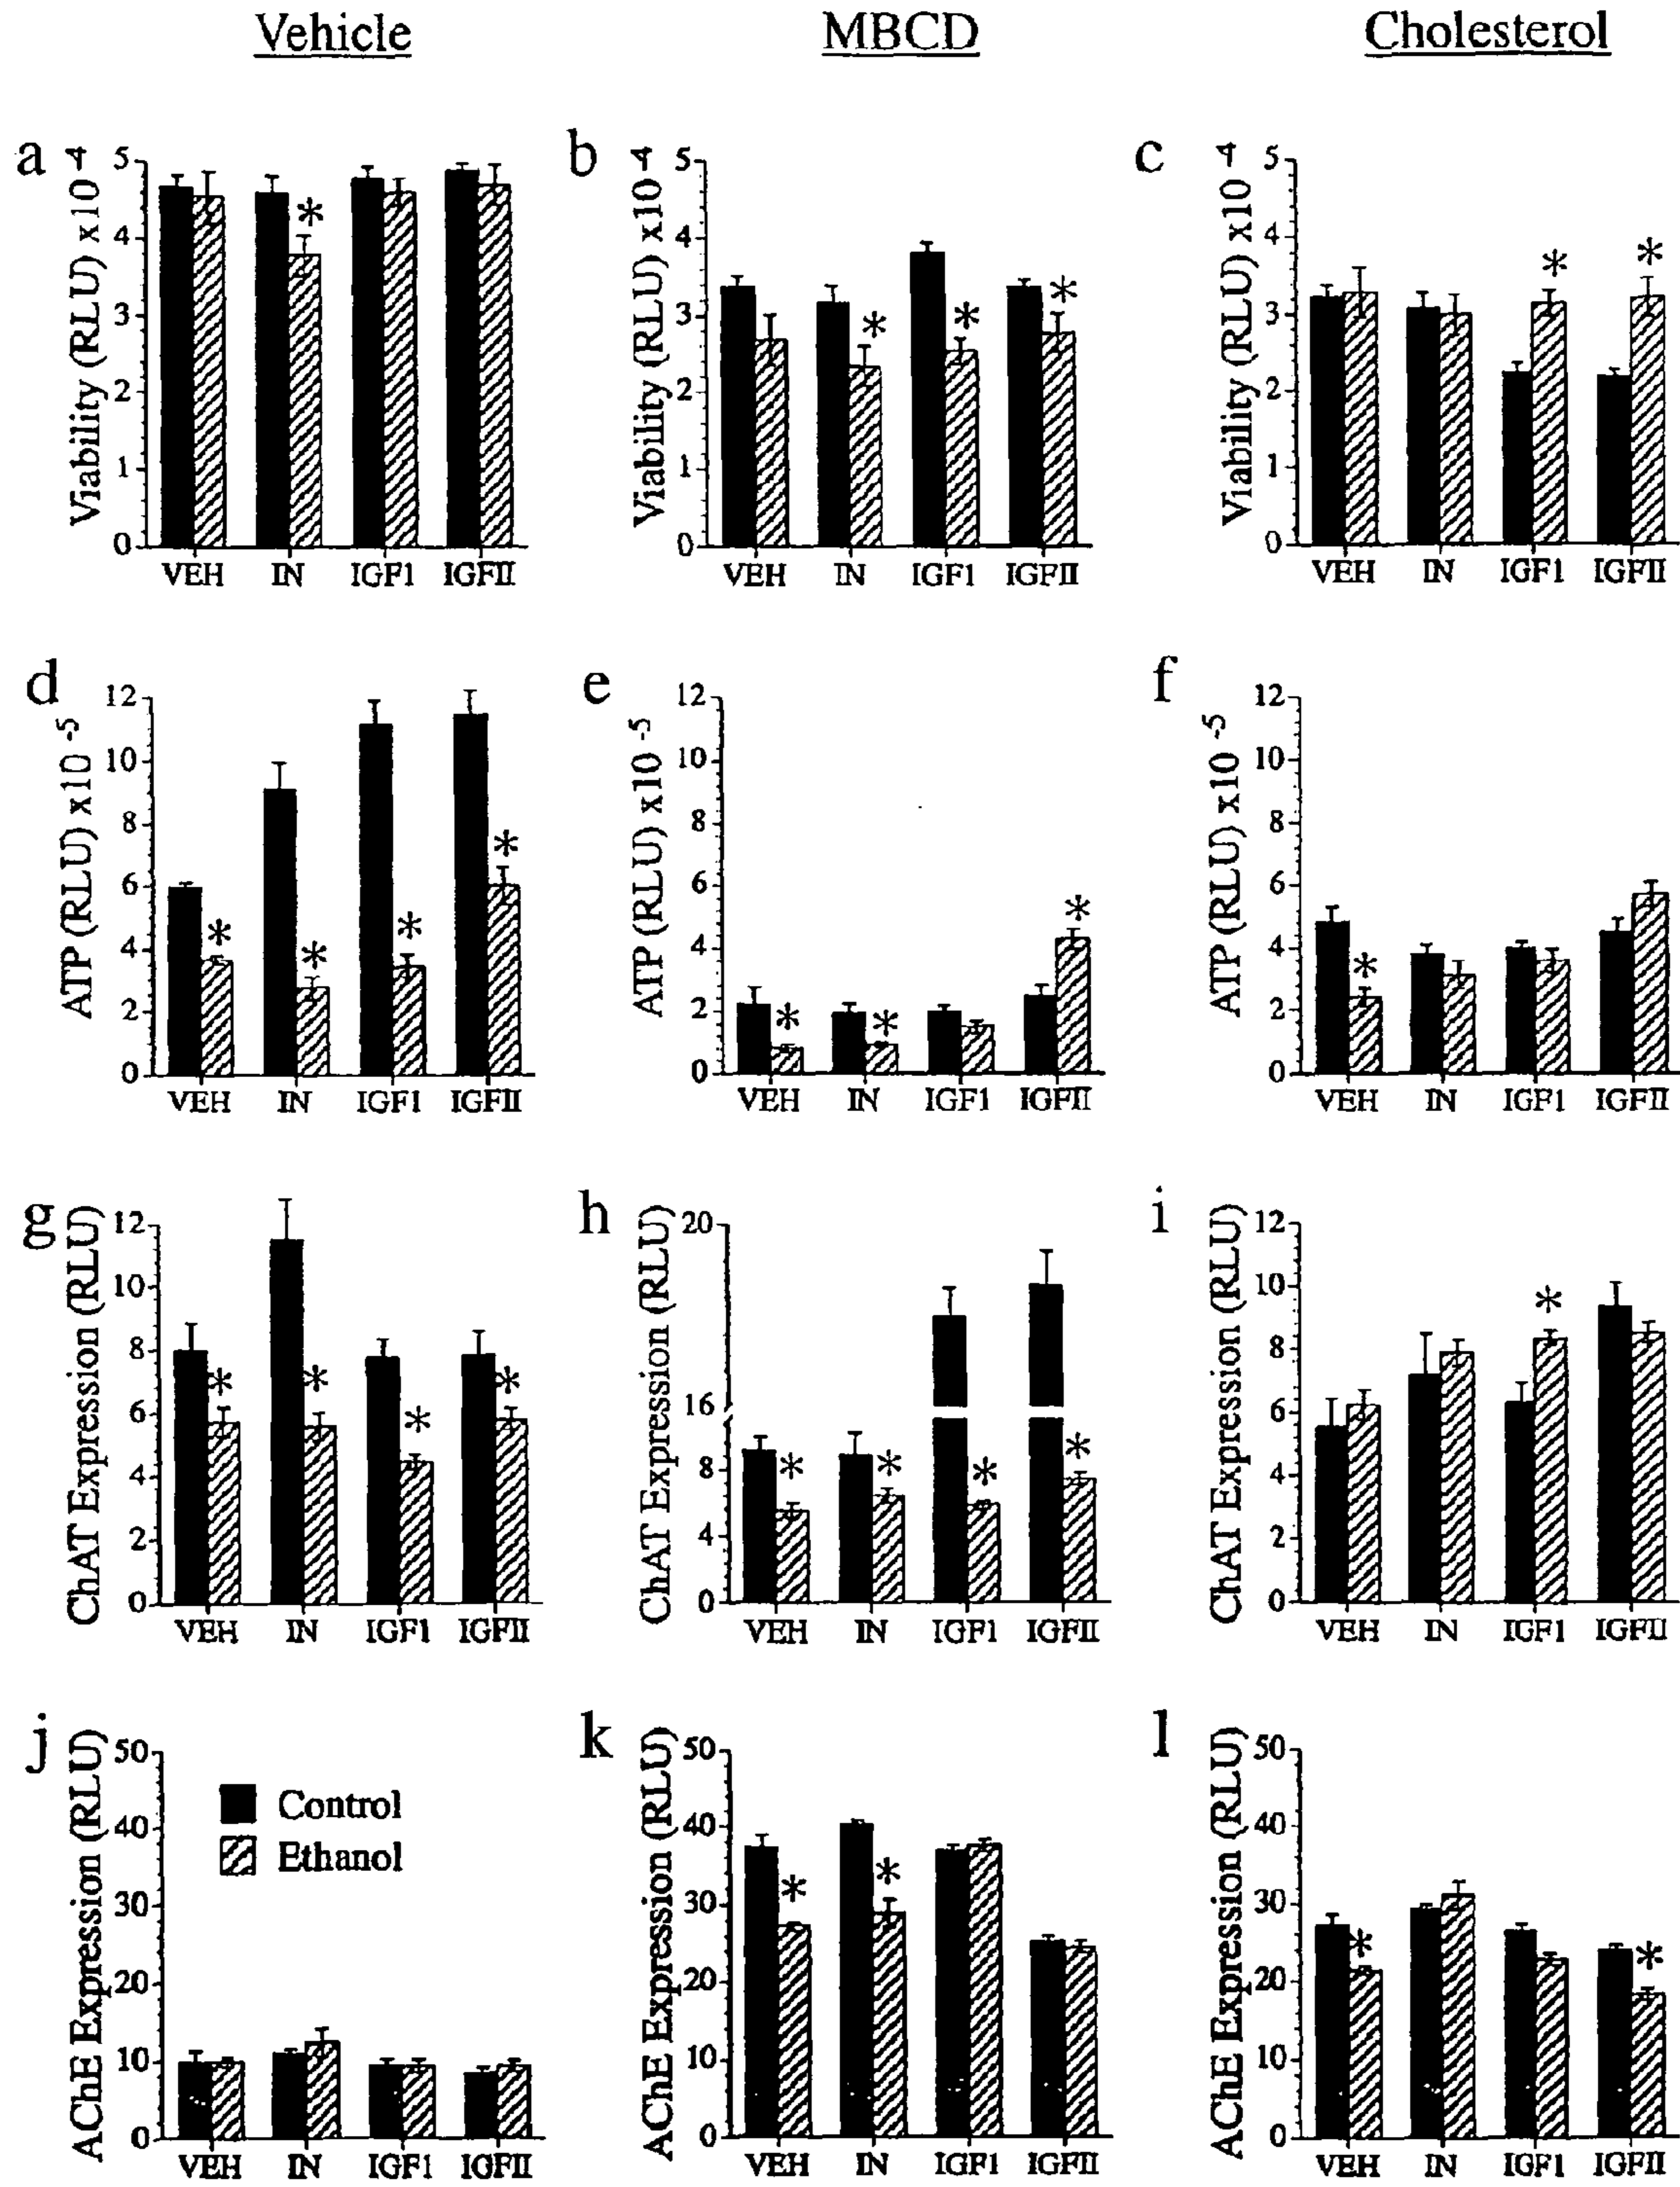 Vehicle MBCD Cholesterol
a
Viability (RLU) x10 -4
5
4
3
2
1
0
VEH IN IGF1 IGFII
*
b
Viability (RLU) x10 -4
5
4
3
2
1
0
VEH IN IGF1 IGFII
* * *
c
Viability (RLU) x10 -4
5
4
3
2
1
0
VEH IN IGF1 IGFII
* *
d
ATP (RLU) x10 -5
12
10
8
6
4
2
0
VEH IN IGF1 IGFII
* * * *
e
ATP (RLU) x10 -5
12
10
8
6
4
2
0
VEH IN IGF1 IGFII
* * *
f
ATP (RLU) x10 -5
12
10
8
6
4
2
0
VEH IN IGF1 IGFII
*
g
ChAT Expression (RLU)
12
10
8
6
4
2
0
VEH IN IGF1 IGFII
* * * *
h
ChAT Expression (RLU)
20
16
8
4
0
VEH IN IGF1 IGFII
* * * *
i
ChAT Expression (RLU)
12
10
8
6
4
2
0
VEH IN IGF1 IGFII
*
j
AChE Expression (RLU)
50
40
30
20
10
0
Control
Ethanol
VEH IN IGF1 IGFII
k
AChE Expression (RLU)
50
40
30
20
10
0
VEH IN IGF1 IGFII
* *
l
AChE Expression (RLU)
50
40
30
20
10
0
VEH IN IGF1 IGFII
* *